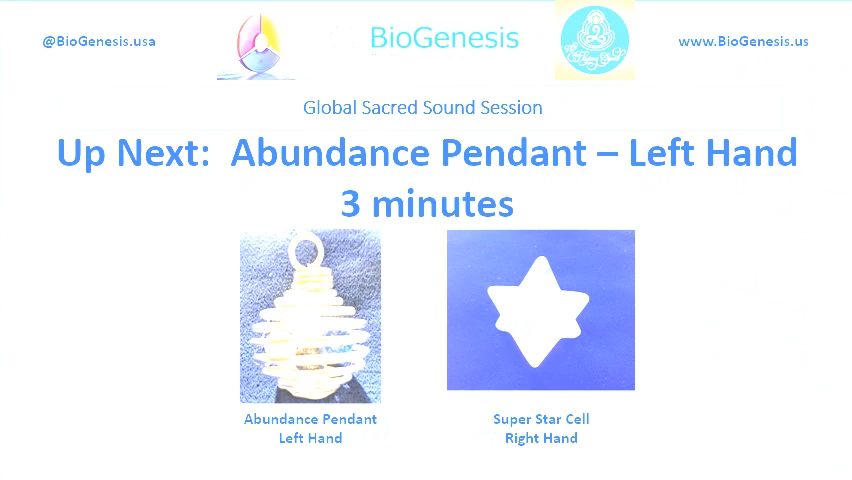 @BioGenesis.usa
BioGenesis
www.BioGenesis.us
Global Sacred Sound Session
Up Next: Abundance Pendant – Left Hand
3 minutes
Abundance Pendant
Left Hand
Super Star Cell
Right Hand